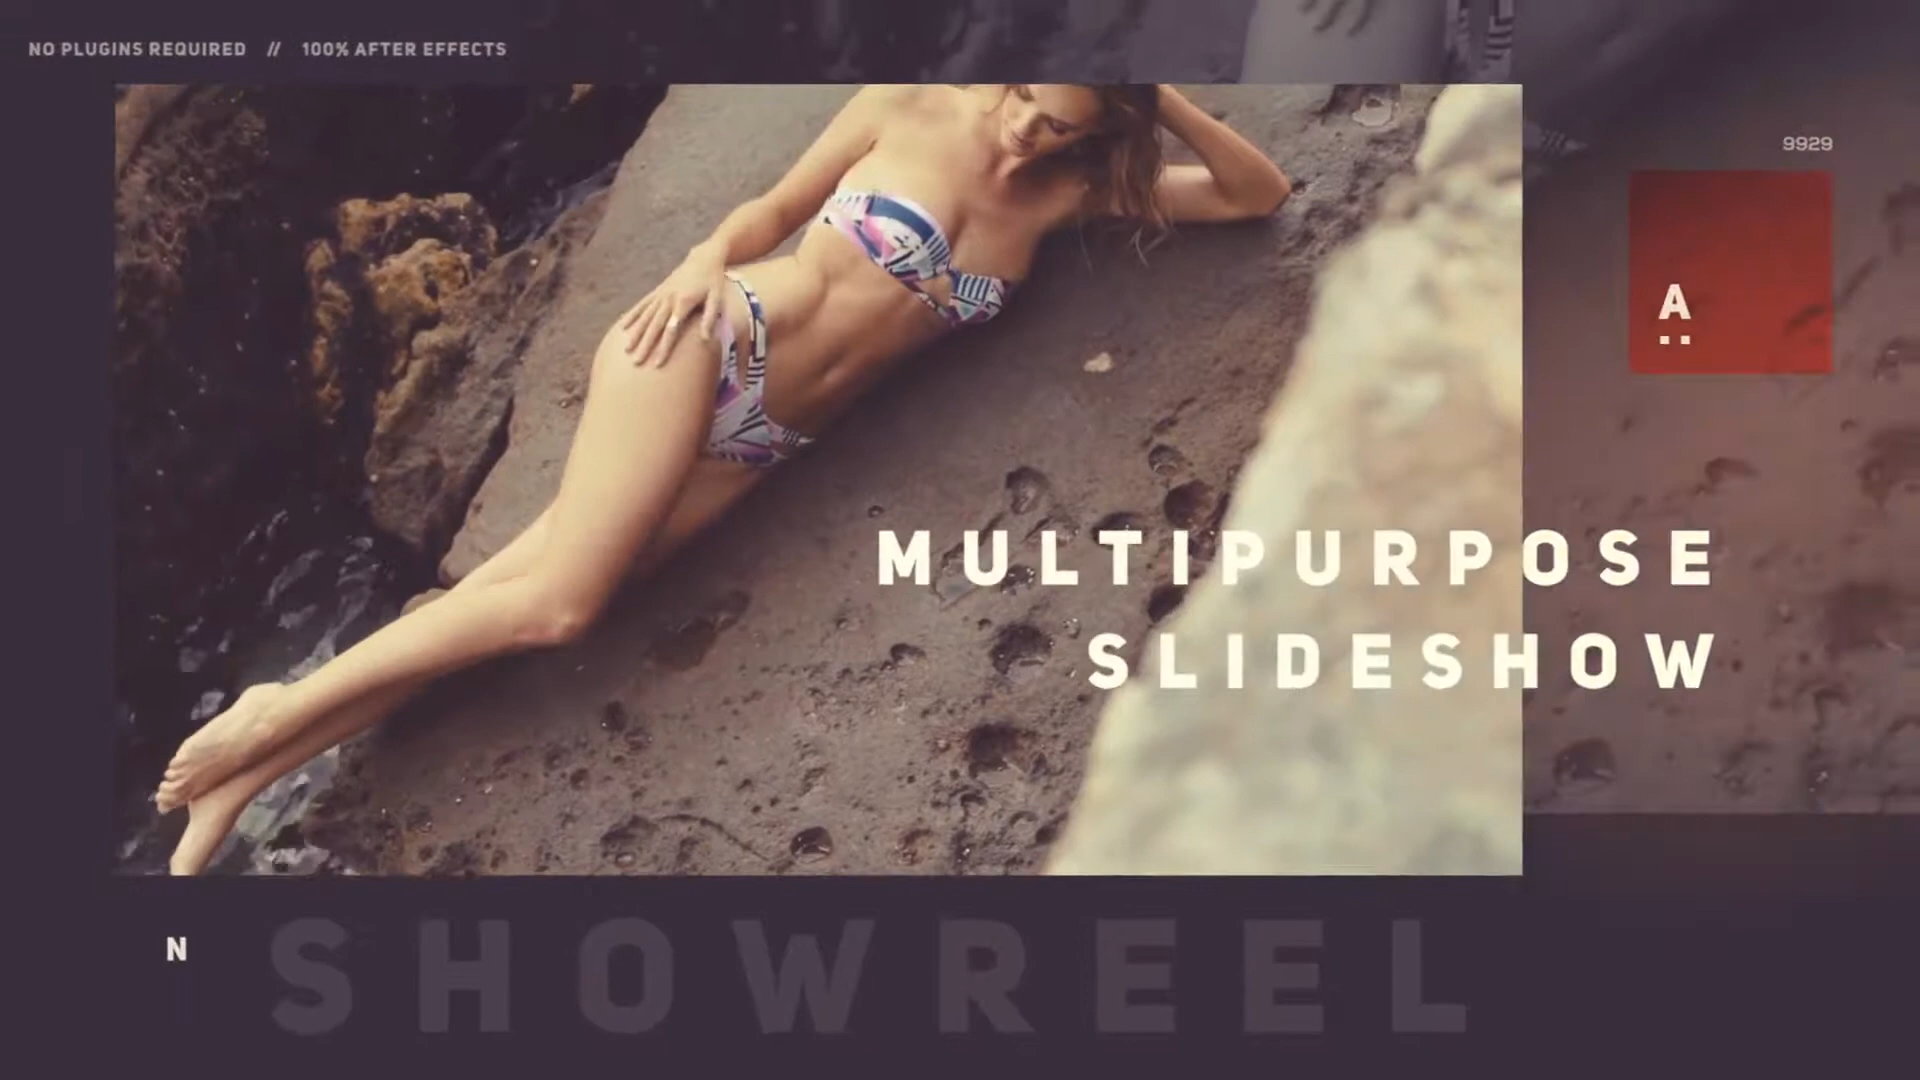 NO PLUGINS REQUIRED // 100% AFTER EFFECTS
9929
A
MULTIPURPOSE
SLIDESHOW
N
SHOWREEL